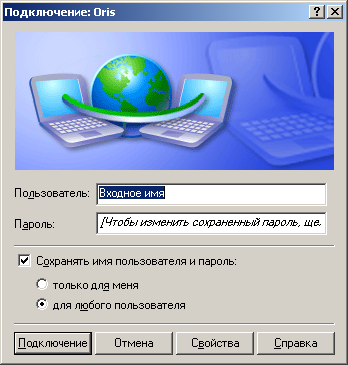 Подключение: Oris
Пользователь: Входное имя
Пароль: [Чтобы изменить сохраненный пароль, ще.
Сохранять имя пользователя и пароль:
только для меня
для любого пользователя
Подключение Отмена Свойства Справка